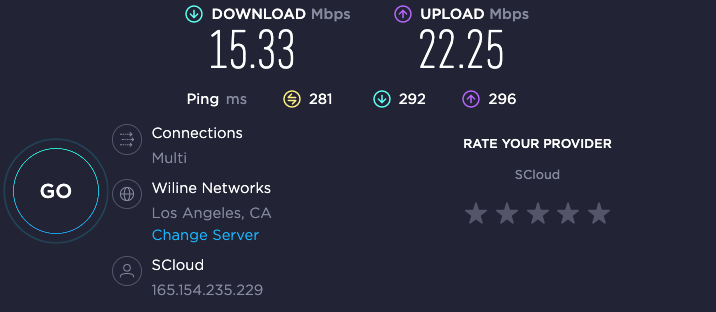 DOWNLOAD Mbps
15.33
UPLOAD Mbps
22.25
Ping ms 281 292 296
GO
Connections
Multi
Wiline Networks
Los Angeles, CA
Change Server
SCloud
165.154.235.229
RATE YOUR PROVIDER
SCloud